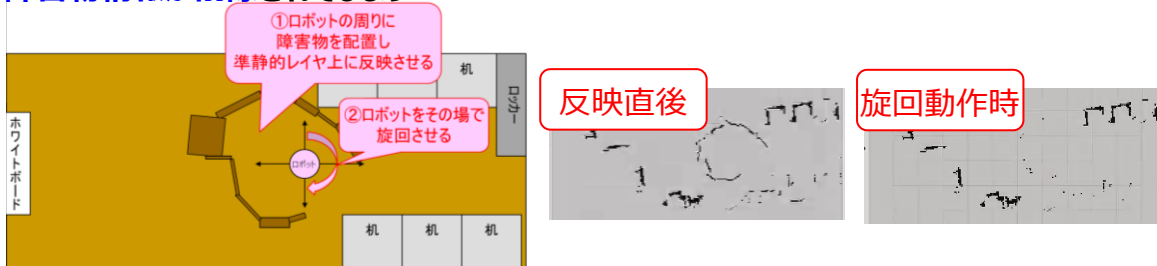 ①ロボットの周りに
障害物を配置し
準静的レイヤ上に反映させる
机
ロッカー
②ロボットをその場で
旋回させる
ホワイトボード
ロボット
机
机
机
反映直後
旋回動作時